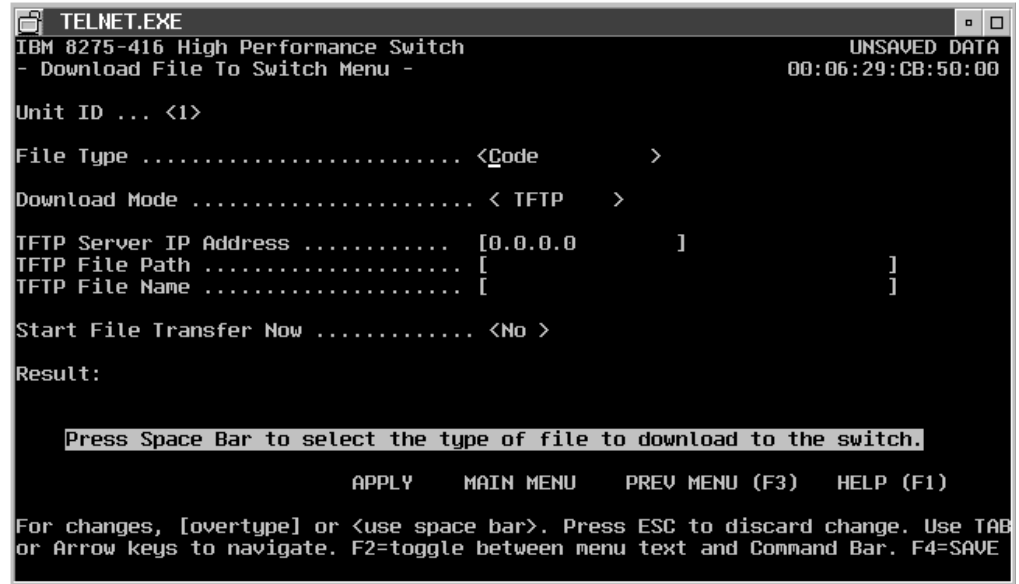 TELNET.EXE
IBM 8275-416 High Performance Switch UNSAVED DATA
- Download File To Switch Menu - 00:06:29:CB:50:00
Unit ID ... <1>
File Type .......................... <Code >
Download Mode ....................... < TFTP >
TFTP Server IP Address ............ [0.0.0.0 ]
TFTP File Path ..................... [ ]
TFTP File Name ..................... [ ]
Start File Transfer Now ............. <No >
Result:
Press Space Bar to select the type of file to download to the switch.
APPLY MAIN MENU PREV MENU (F3) HELP (F1)
For changes, [overtype] or <use space bar>. Press ESC to discard change. Use TAB
or Arrow keys to navigate. F2=toggle between menu text and Command Bar. F4=SAVE